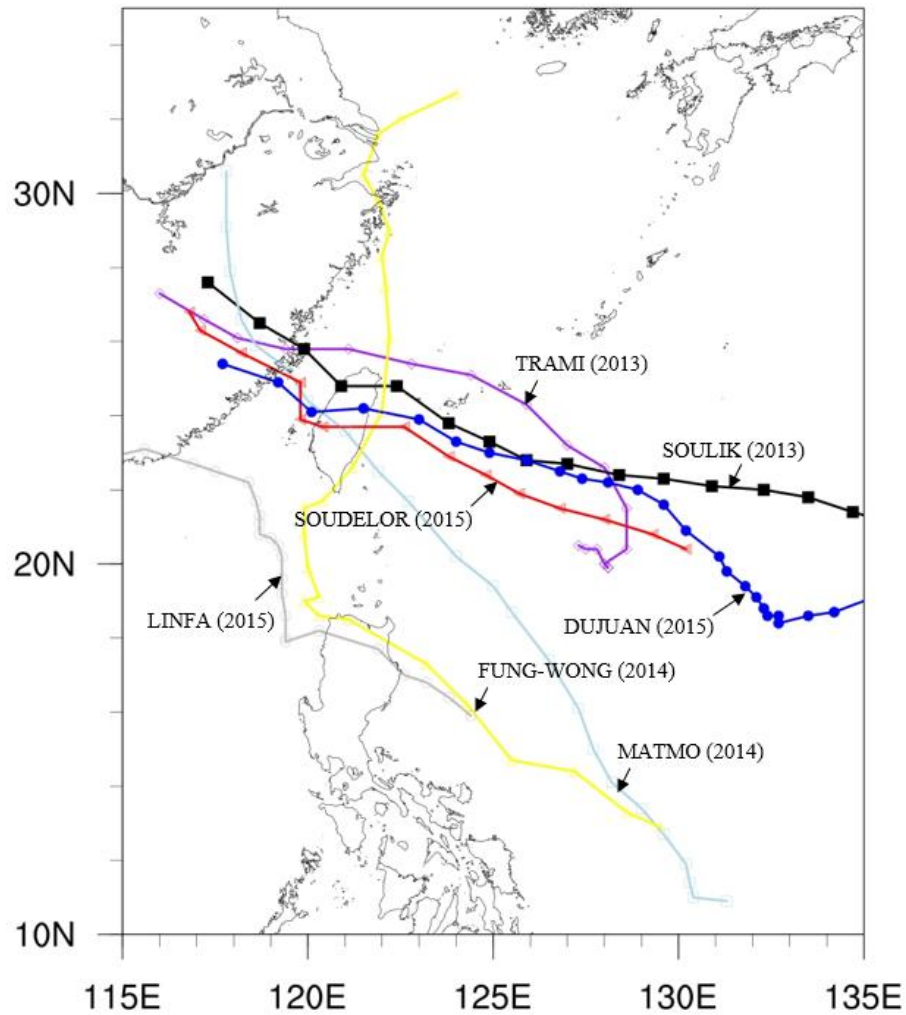 30N
TRAMI (2013)
SOULIK (2013)
SOUDELOR (2015)
20N
LINFA (2015)
DUJUAN (2015)
FUNG-WONG (2014)
MATMO (2014)
10N
115E 120E 125E 130E 135E